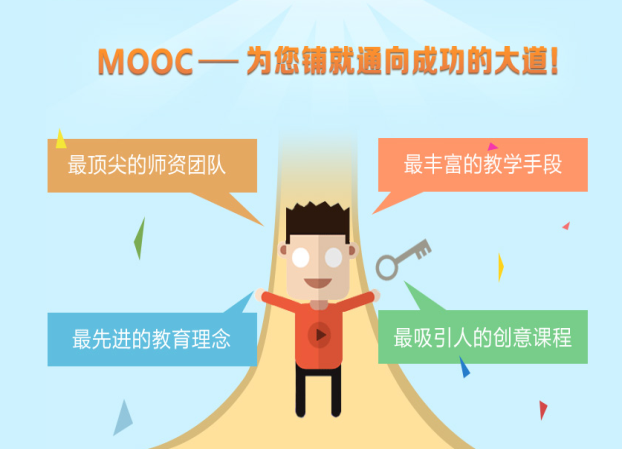 MOOC——为您铺就通向成功的大道!
最顶尖的师资团队
最丰富的教学手段
最先进的教育理念
最吸引人的创意课程